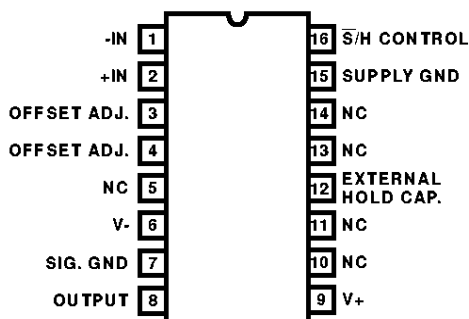 -IN 1 16 S̅/H CONTROL
+IN 2 15 SUPPLY GND
OFFSET ADJ. 3 14 NC
OFFSET ADJ. 4 13 NC
NC 5 12 EXTERNAL
HOLD CAP.
V- 6 11 NC
SIG. GND 7 10 NC
OUTPUT 8 9 V+